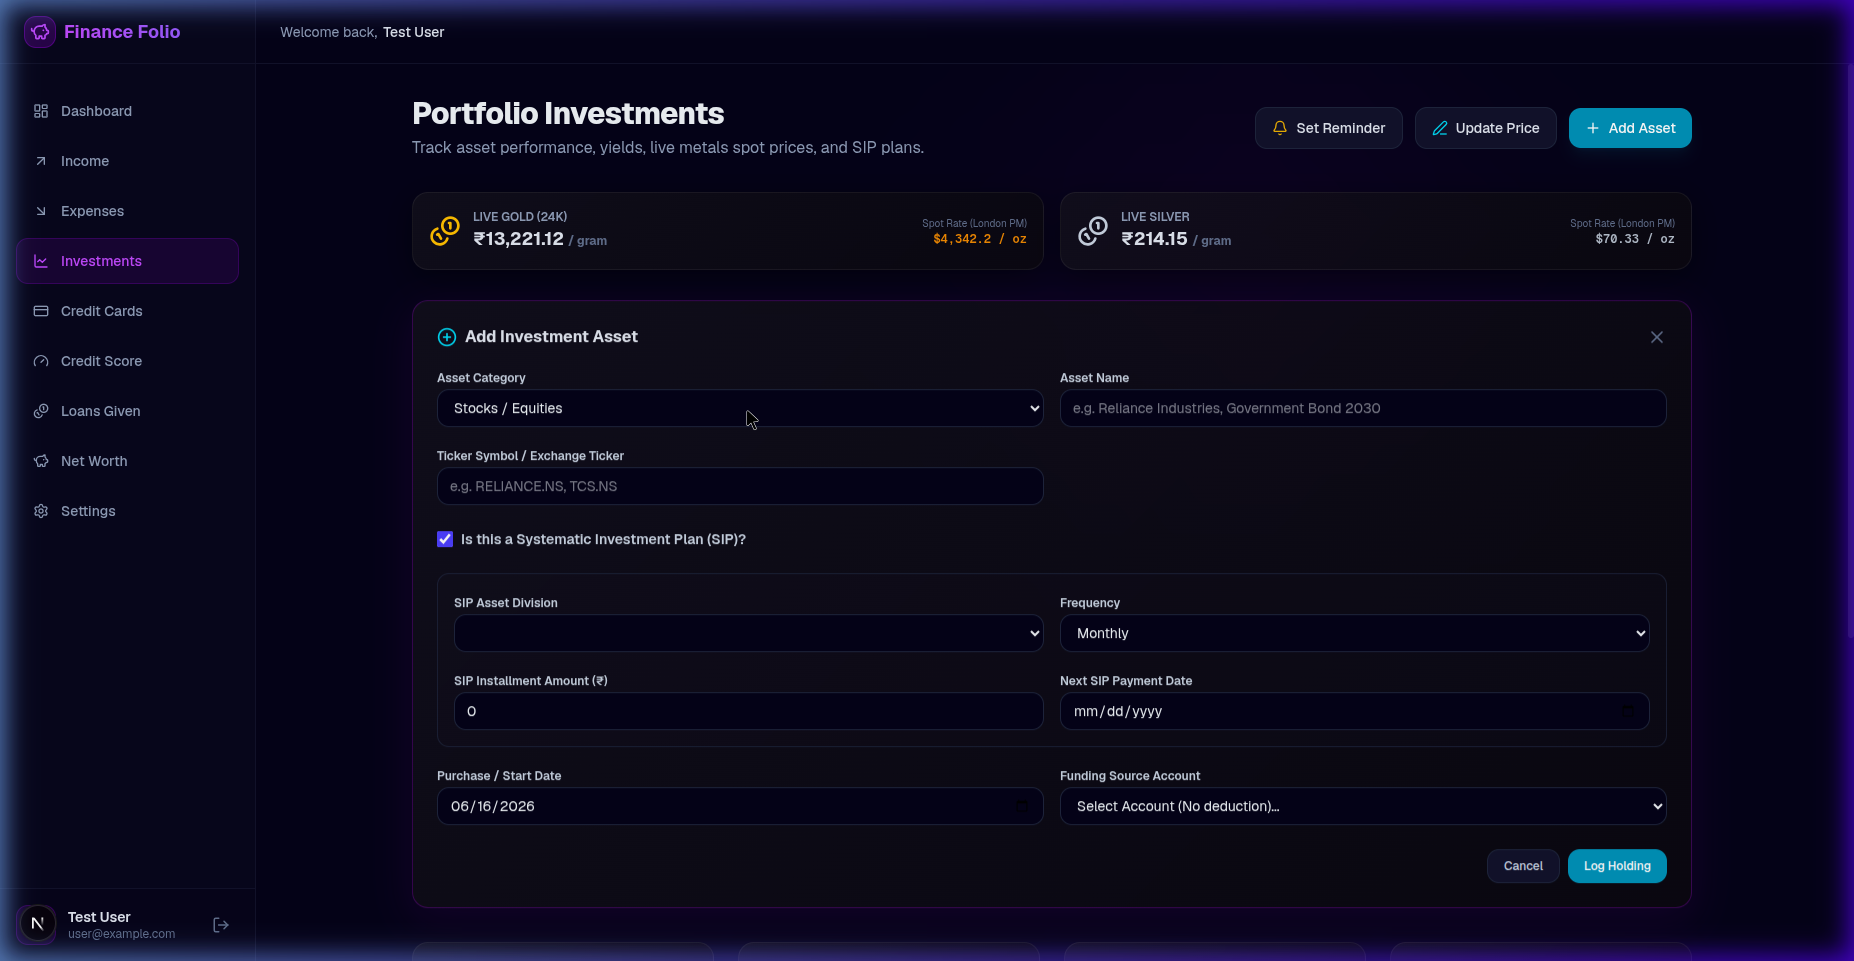 Finance Folio
Welcome back, Test User
Dashboard
Income
Expenses
Investments
Credit Cards
Credit Score
Loans Given
Net Worth
Settings
Portfolio Investments
Track asset performance, yields, live metals spot prices, and SIP plans.
Set Reminder
Update Price
Add Asset
LIVE GOLD (24K)
₹13,221.12 / gram
Spot Rate (London PM)
$4,342.2 / oz
LIVE SILVER
₹214.15 / gram
Spot Rate (London PM)
$70.33 / oz
Add Investment Asset
Asset Category
Stocks / Equities
Asset Name
e.g. Reliance Industries, Government Bond 2030
Ticker Symbol / Exchange Ticker
e.g. RELIANCE.NS, TCS.NS
Is this a Systematic Investment Plan (SIP)?
SIP Asset Division
Frequency
Monthly
SIP Installment Amount (₹)
0
Next SIP Payment Date
mm/dd/yyyy
Purchase / Start Date
06/16/2026
Funding Source Account
Select Account (No deduction)...
Cancel
Log Holding
N
Test User
user@example.com